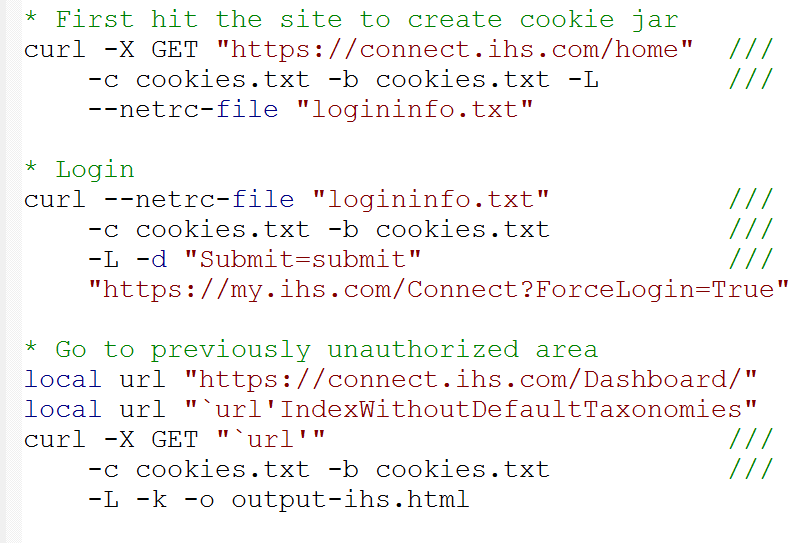 * First hit the site to create cookie jar
curl -X GET "https://connect.ihs.com/home"  ///
    -c cookies.txt -b cookies.txt -L        ///
    --netrc-file "logininfo.txt"

* Login
curl --netrc-file "logininfo.txt"           ///
    -c cookies.txt -b cookies.txt           ///
    -L -d "Submit=submit"                   ///
    "https://my.ihs.com/Connect?ForceLogin=True"

* Go to previously unauthorized area
local url "https://connect.ihs.com/Dashboard/"
local url "`url'IndexWithoutDefaultTaxonomies"
curl -X GET "`url'"                         ///
    -c cookies.txt -b cookies.txt           ///
    -L -k -o output-ihs.html